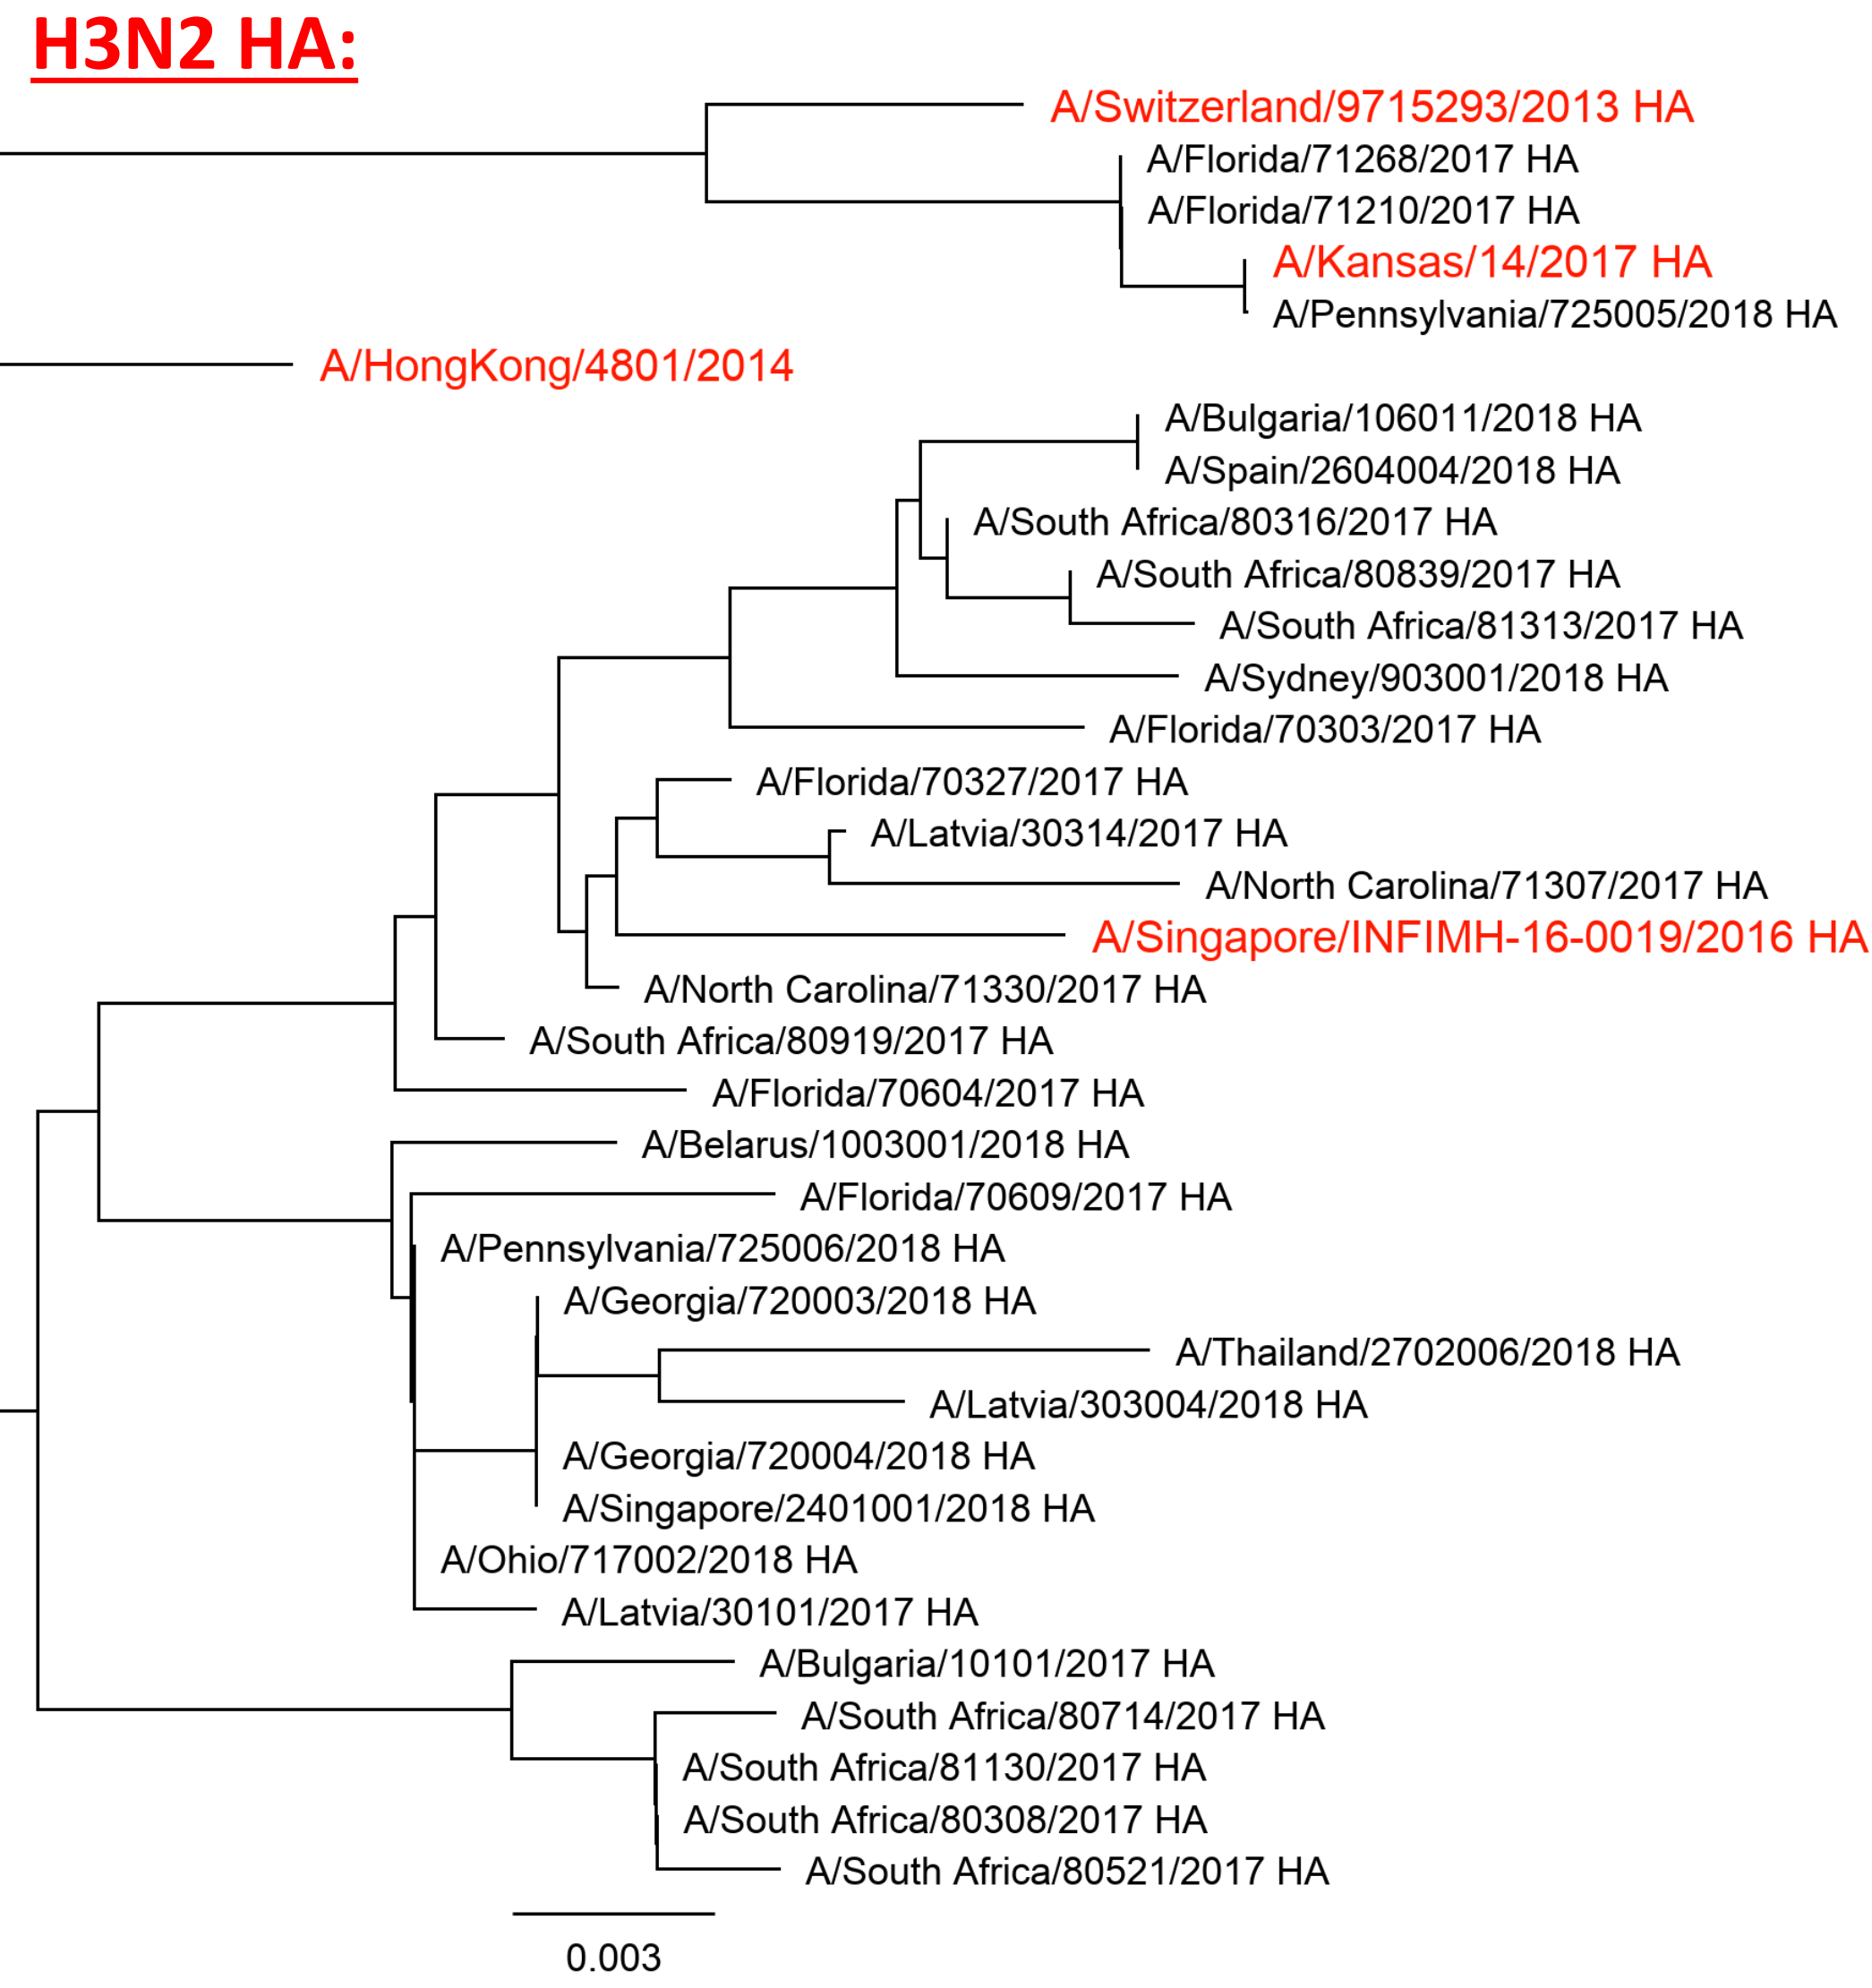 H3N2 HA:
A/Switzerland/9715293/2013 HA
A/Florida/71268/2017 HA
A/Florida/71210/2017 HA
A/Kansas/14/2017 HA
A/Pennsylvania/725005/2018 HA
A/HongKong/4801/2014
A/Bulgaria/106011/2018 HA
A/Spain/2604004/2018 HA
A/South Africa/80316/2017 HA
A/South Africa/80839/2017 HA
A/South Africa/81313/2017 HA
A/Sydney/903001/2018 HA
A/Florida/70303/2017 HA
A/Florida/70327/2017 HA
A/Latvia/30314/2017 HA
A/North Carolina/71307/2017 HA
A/Singapore/INFIMH-16-0019/2016 HA
A/North Carolina/71330/2017 HA
A/South Africa/80919/2017 HA
A/Florida/70604/2017 HA
A/Belarus/1003001/2018 HA
A/Florida/70609/2017 HA
A/Pennsylvania/725006/2018 HA
A/Georgia/720003/2018 HA
A/Thailand/2702006/2018 HA
A/Latvia/303004/2018 HA
A/Georgia/720004/2018 HA
A/Singapore/2401001/2018 HA
A/Ohio/717002/2018 HA
A/Latvia/30101/2017 HA
A/Bulgaria/10101/2017 HA
A/South Africa/80714/2017 HA
A/South Africa/81130/2017 HA
A/South Africa/80308/2017 HA
A/South Africa/80521/2017 HA
0.003